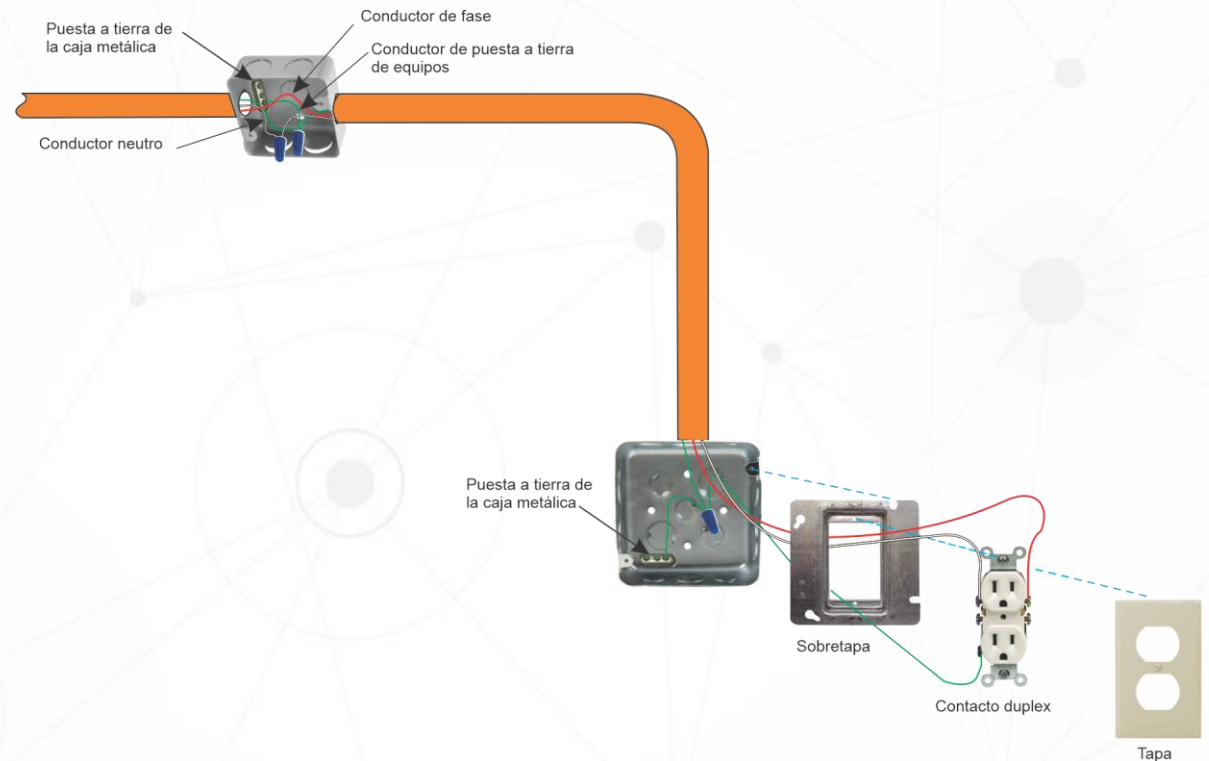 Puesta a tierra de
la caja metálica
Conductor de fase
Conductor de puesta a tierra
de equipos
Conductor neutro
Puesta a tierra de
la caja metálica
Sobretapa
Contacto duplex
Tapa